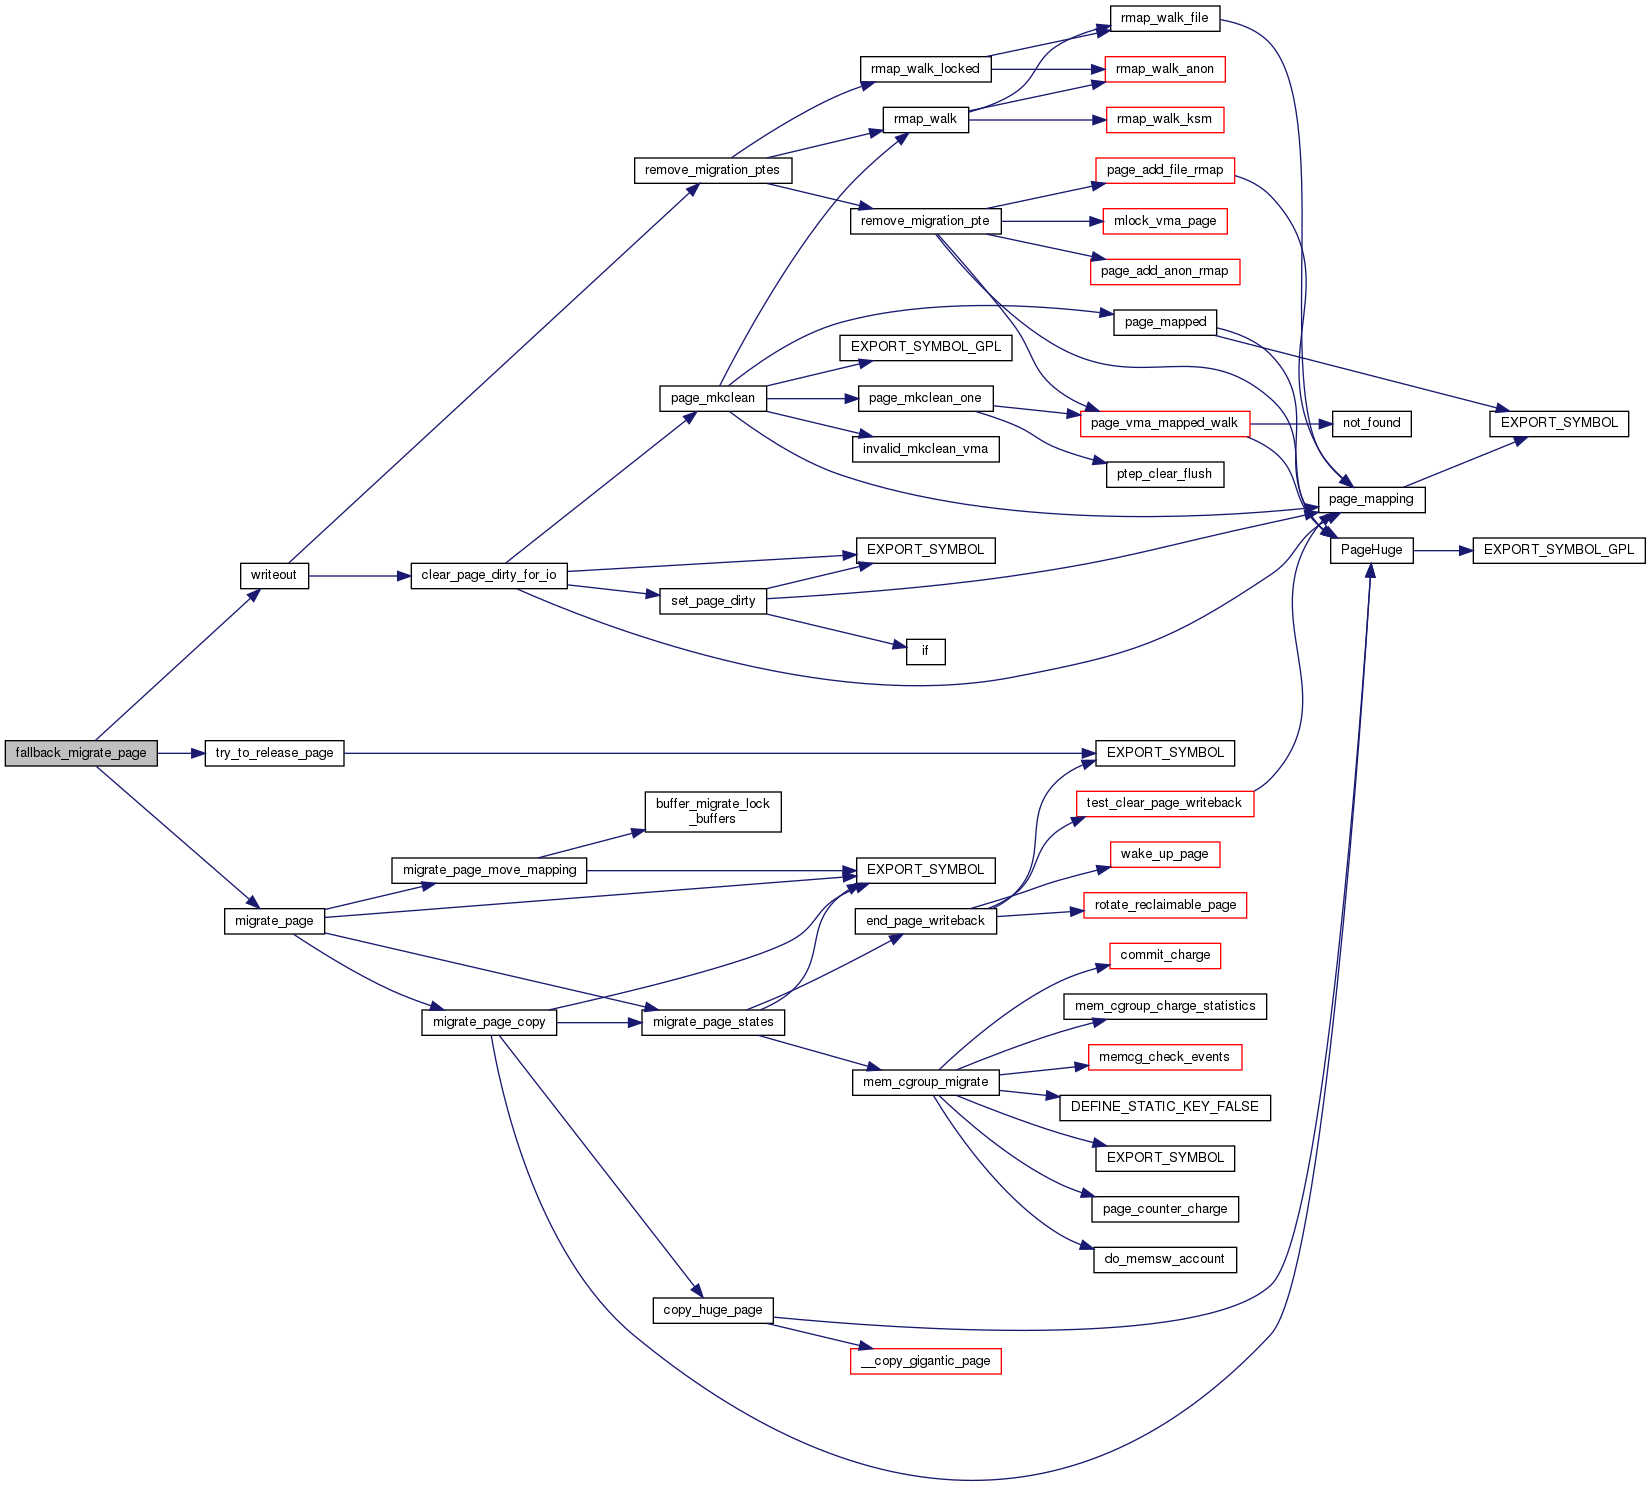 rmap_walk_file
rmap_walk_locked
rmap_walk_anon
rmap_walk
rmap_walk_ksm
remove_migration_ptes
page_add_file_rmap
remove_migration_pte
mlock_vma_page
page_add_anon_rmap
page_mapped
EXPORT_SYMBOL_GPL
page_mkclean
page_mkclean_one
page_vma_mapped_walk
not_found
EXPORT_SYMBOL
invalid_mkclean_vma
ptep_clear_flush
page_mapping
EXPORT_SYMBOL
PageHuge
EXPORT_SYMBOL_GPL
writeout
clear_page_dirty_for_io
set_page_dirty
if
fallback_migrate_page
try_to_release_page
EXPORT_SYMBOL
buffer_migrate_lock
_buffers
test_clear_page_writeback
wake_up_page
migrate_page_move_mapping
EXPORT_SYMBOL
rotate_reclaimable_page
migrate_page
end_page_writeback
commit_charge
mem_cgroup_charge_statistics
migrate_page_copy
migrate_page_states
memcg_check_events
mem_cgroup_migrate
DEFINE_STATIC_KEY_FALSE
EXPORT_SYMBOL
page_counter_charge
do_memsw_account
copy_huge_page
__copy_gigantic_page